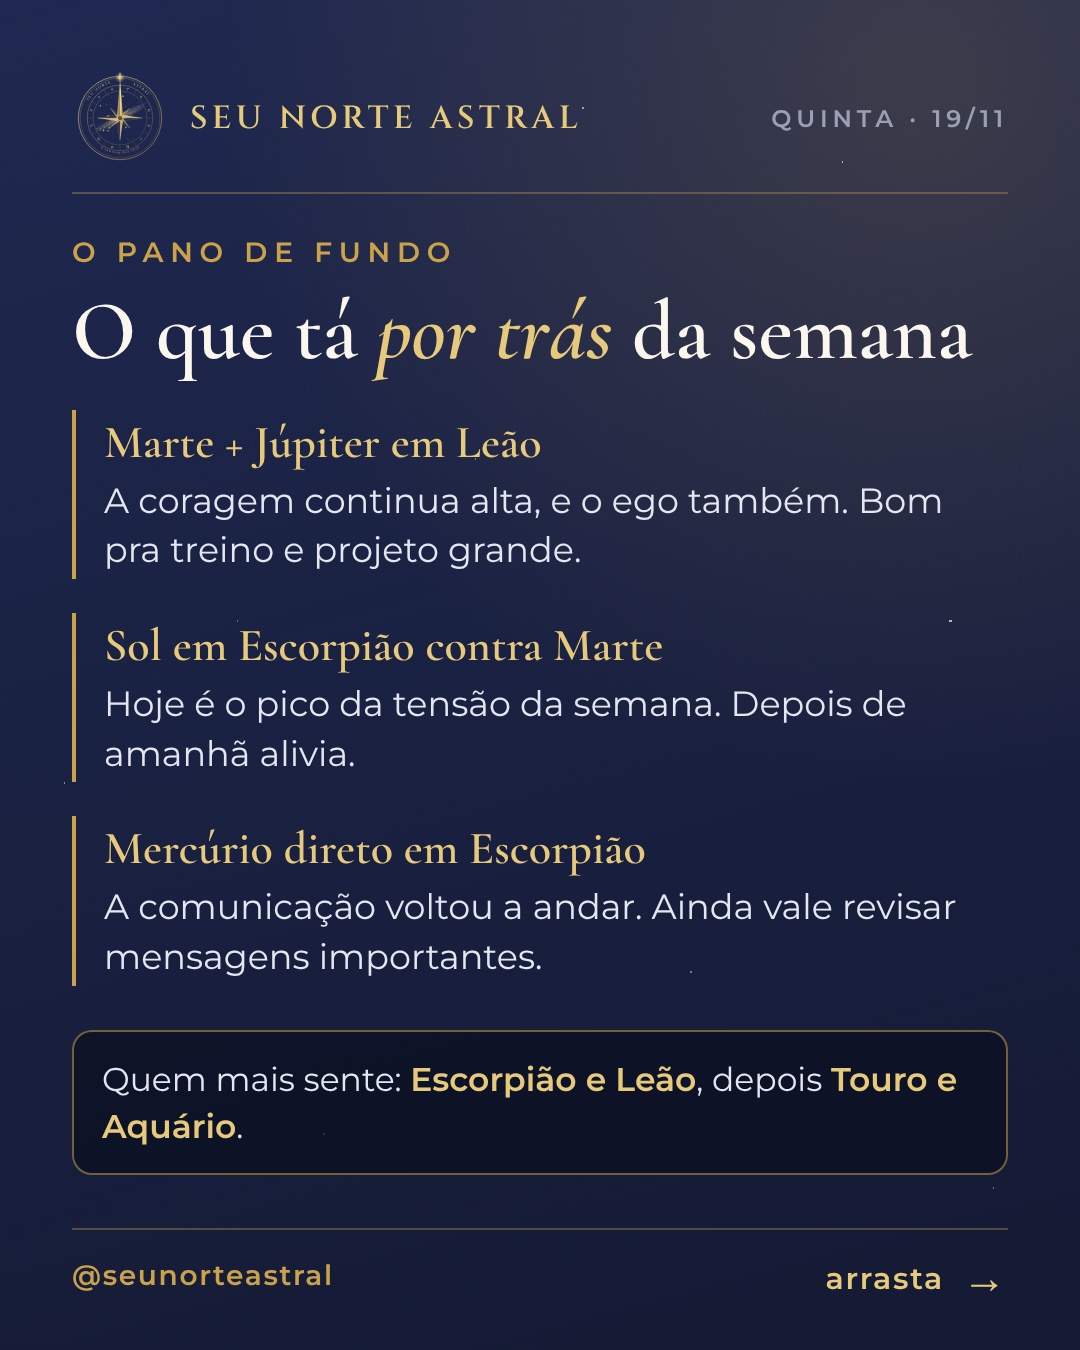 SEU NORTE ASTRAL
QUINTA · 19/11
O PANO DE FUNDO
O que tá por trás da semana
Marte + Júpiter em Leão
A coragem continua alta, e o ego também. Bom
pra treino e projeto grande.
Sol em Escorpião contra Marte
Hoje é o pico da tensão da semana. Depois de
amanhã alivia.
Mercúrio direto em Escorpião
A comunicação voltou a andar. Ainda vale revisar
mensagens importantes.
Quem mais sente: Escorpião e Leão, depois Touro e
Aquário.
@seunorteastral
arrasta →